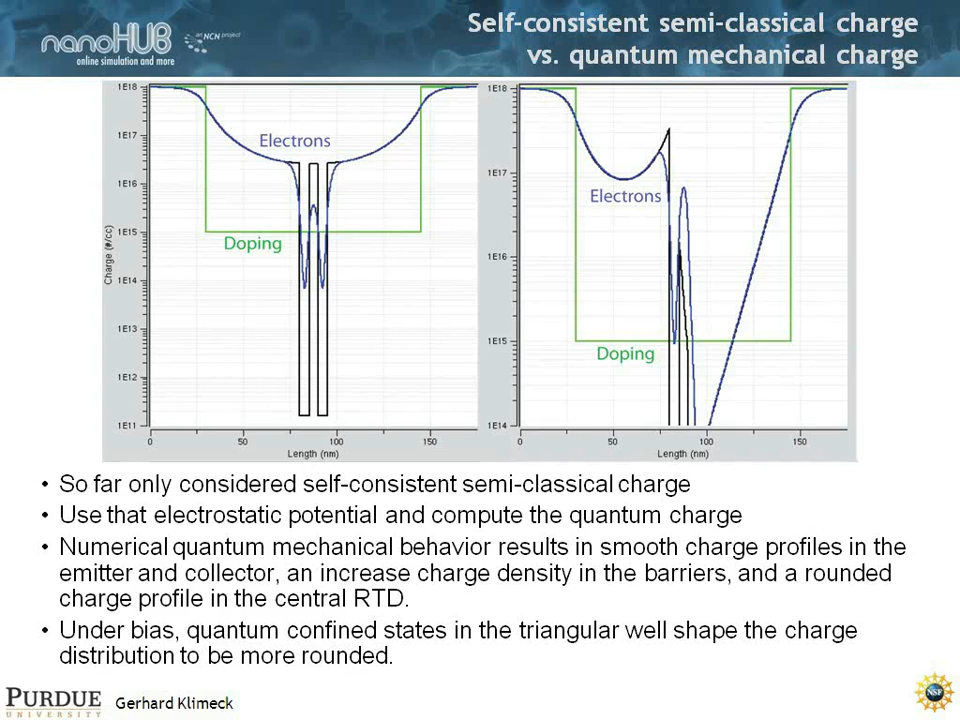 Self-consistent semi-classical charge
vs. quantum mechanical charge
nanoHUB
an NCN project
online simulation and more
1E18
1E17
1E16
1E15
1E14
1E13
1E12
1E11
Charge (#/cc)
Electrons
Doping
0
50
100
150
Length (nm)
1E18
1E17
1E16
1E15
1E14
Electrons
Doping
0
50
100
150
Length (nm)
• So far only considered self-consistent semi-classical charge
• Use that electrostatic potential and compute the quantum charge
• Numerical quantum mechanical behavior results in smooth charge profiles in the
emitter and collector, an increase charge density in the barriers, and a rounded
charge profile in the central RTD.
• Under bias, quantum confined states in the triangular well shape the charge
distribution to be more rounded.
PURDUE
UNIVERSITY
Gerhard Klimeck
NSF